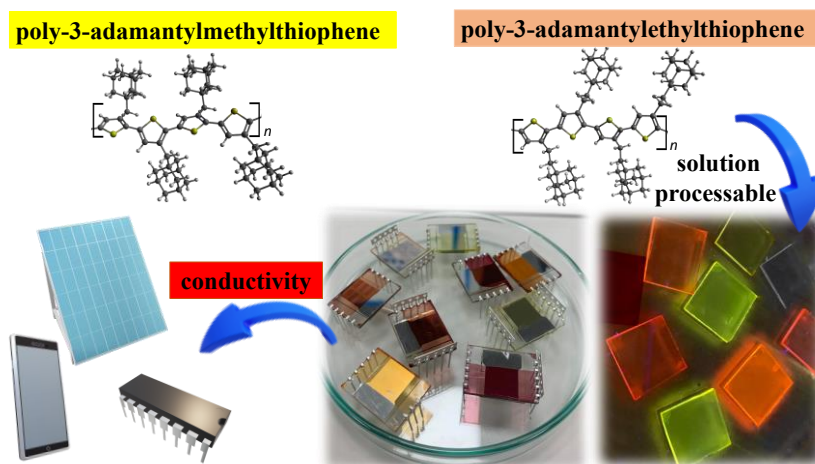 poly-3-adamantylmethylthiophene
poly-3-adamantylethylthiophene
n
n
solution
processable
conductivity